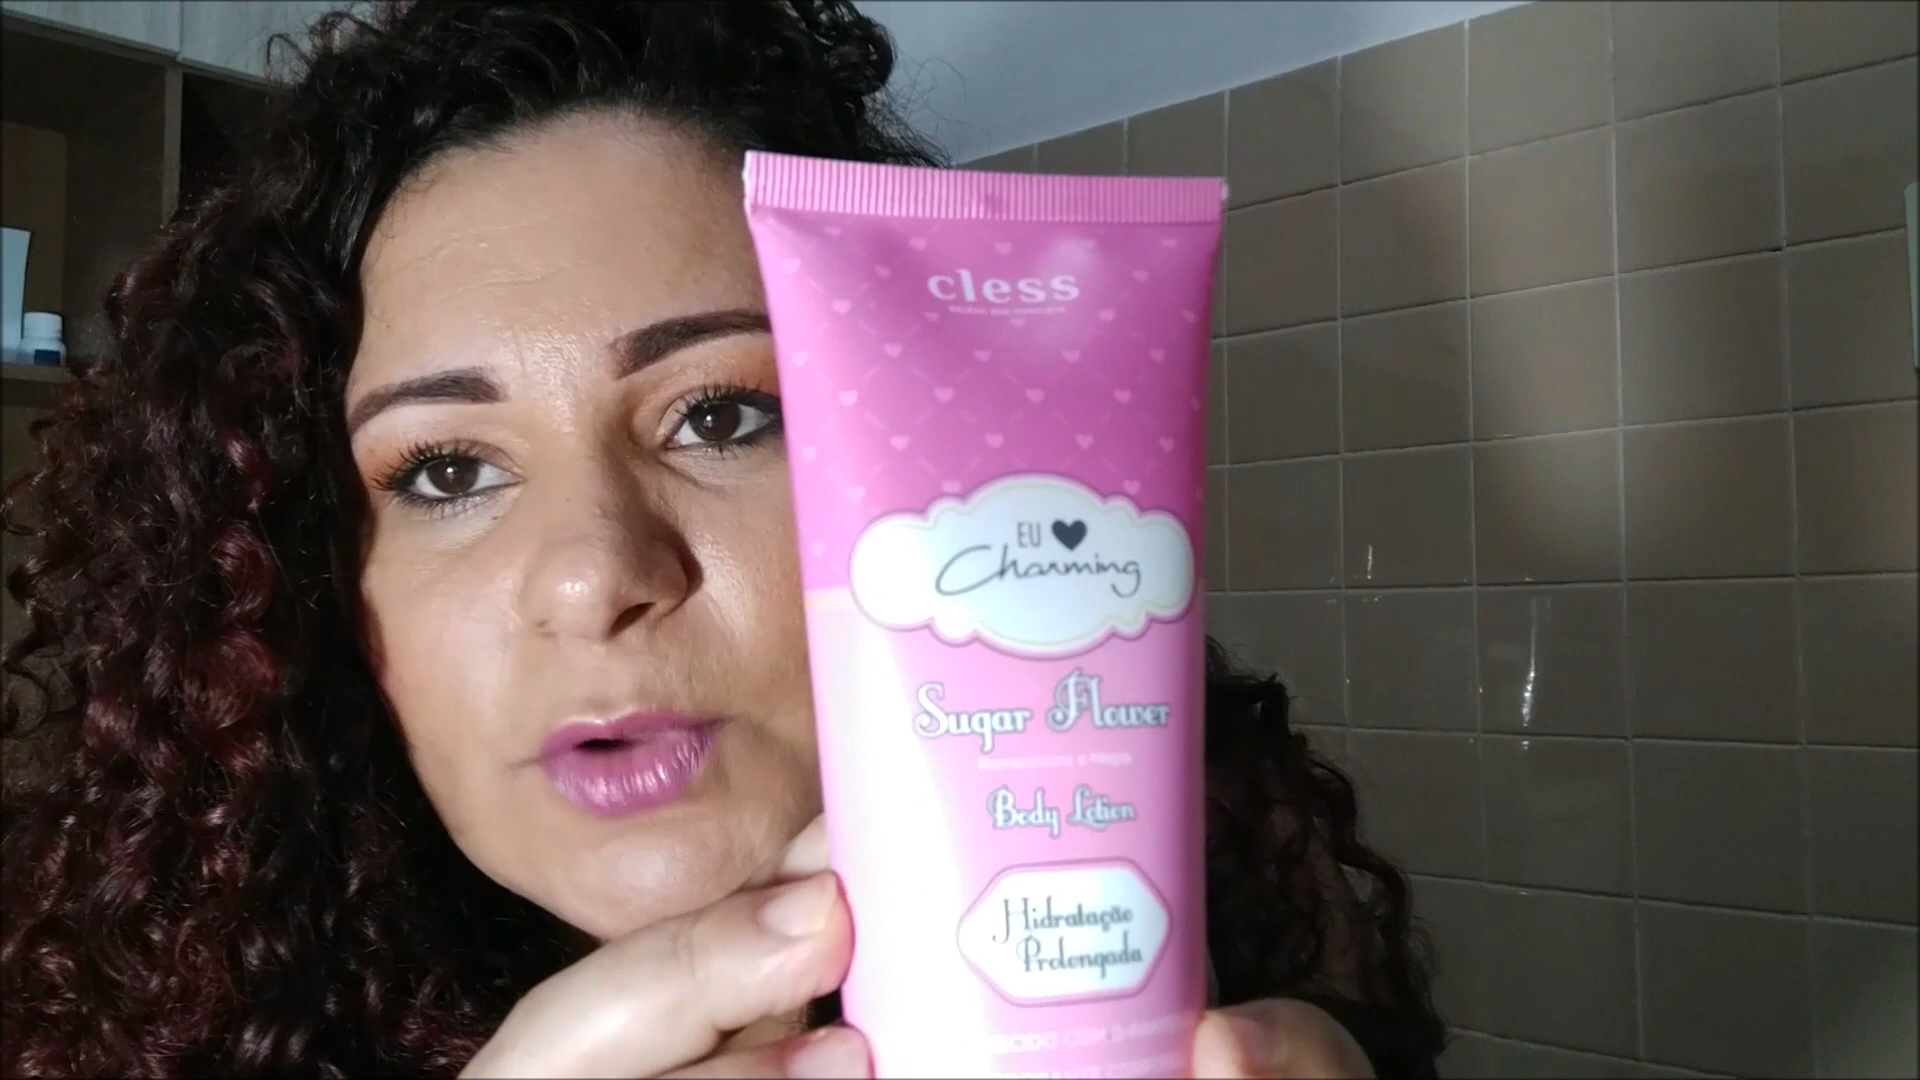 cless
EU
Charming
Sugar Flower
Body Lotion
Hidratação
Prolongada